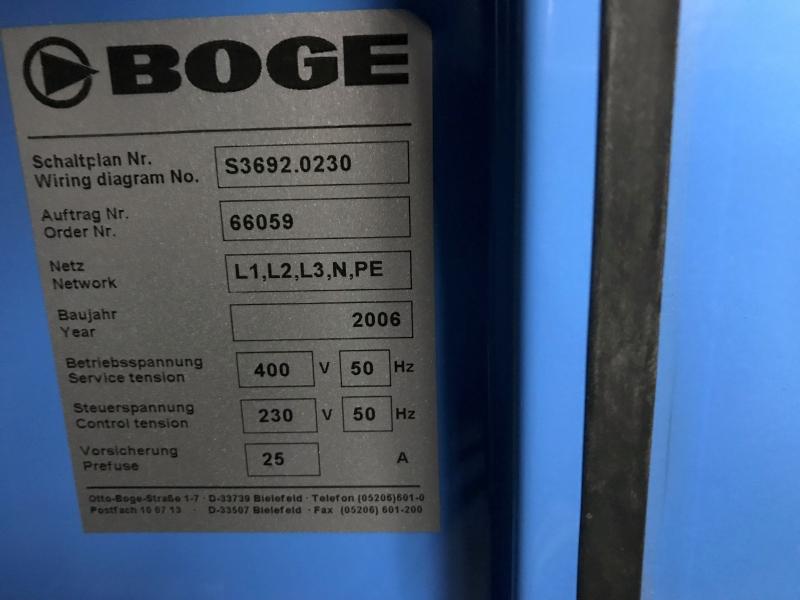 BOGE
Schaltplan Nr.
Wiring diagram No.
S3692.0230
Auftrag Nr.
Order Nr.
66059
Netz
Network
L1,L2,L3,N,PE
Baujahr
Year
2006
Betriebsspannung
Service tension
400 V 50 Hz
Steuerspannung
Control tension
230 V 50 Hz
Vorsicherung
Prefuse
25 A
Otto-Boge-Straße 1-7 · D-33739 Bielefeld · Telefon (05206)601-0
Postfach 10 07 13 · D-33507 Bielefeld · Fax (05206) 601-200